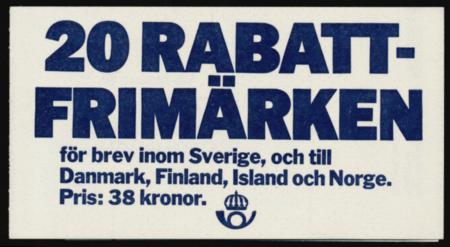 20 RABATT-
FRIMÄRKEN
för brev inom Sverige, och till
Danmark, Finland, Island och Norge.
Pris: 38 kronor.